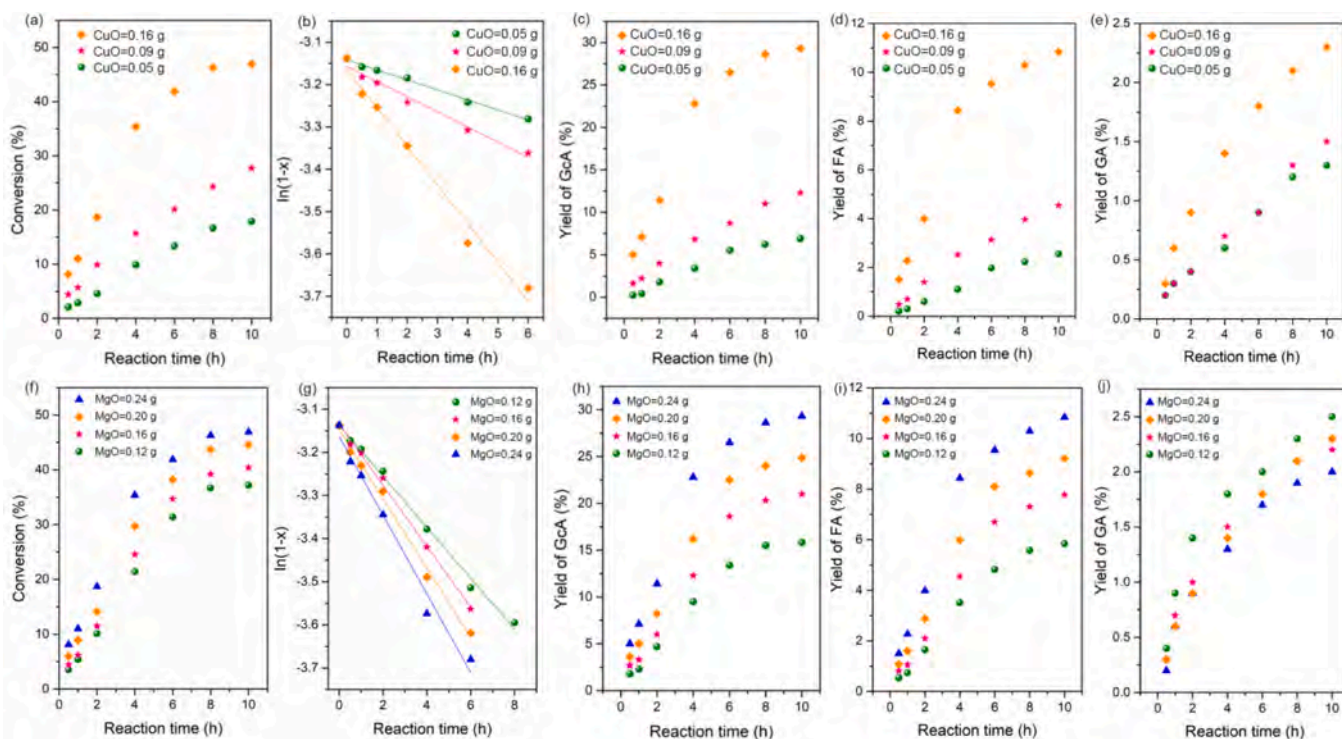 (a)
CuO=0.16 g
CuO=0.09 g
CuO=0.05 g
50
40
30
20
10
0
Conversion (%)
0 2 4 6 8 10
Reaction time (h)
(b)
CuO=0.05 g
CuO=0.09 g
CuO=0.16 g
-3.1
-3.2
-3.3
-3.4
-3.5
-3.6
-3.7
ln(1-x)
0 1 2 3 4 5 6
Reaction time (h)
(c)
CuO=0.16 g
CuO=0.09 g
CuO=0.05 g
30
25
20
15
10
5
0
Yield of GcA (%)
0 2 4 6 8 10
Reaction time (h)
(d)
CuO=0.16 g
CuO=0.09 g
CuO=0.05 g
12
10
8
6
4
2
0
Yield of FA (%)
0 2 4 6 8 10
Reaction time (h)
(e)
CuO=0.16 g
CuO=0.09 g
CuO=0.05 g
2.5
2.0
1.5
1.0
0.5
0.0
Yield of GA (%)
0 2 4 6 8 10
Reaction time (h)
(f)
MgO=0.24 g
MgO=0.20 g
MgO=0.16 g
MgO=0.12 g
50
40
30
20
10
0
Conversion (%)
0 2 4 6 8 10
Reaction time (h)
(g)
MgO=0.12 g
MgO=0.16 g
MgO=0.20 g
MgO=0.24 g
-3.1
-3.2
-3.3
-3.4
-3.5
-3.6
-3.7
ln(1-x)
0 2 4 6 8
Reaction time (h)
(h)
MgO=0.24 g
MgO=0.20 g
MgO=0.16 g
MgO=0.12 g
30
25
20
15
10
5
0
Yield of GcA (%)
0 2 4 6 8 10
Reaction time (h)
(i)
MgO=0.24 g
MgO=0.20 g
MgO=0.16 g
MgO=0.12 g
12
10
8
6
4
2
0
Yield of FA (%)
0 2 4 6 8 10
Reaction time (h)
(j)
MgO=0.24 g
MgO=0.20 g
MgO=0.16 g
MgO=0.12 g
2.5
2.0
1.5
1.0
0.5
0.0
Yield of GA (%)
0 2 4 6 8 10
Reaction time (h)